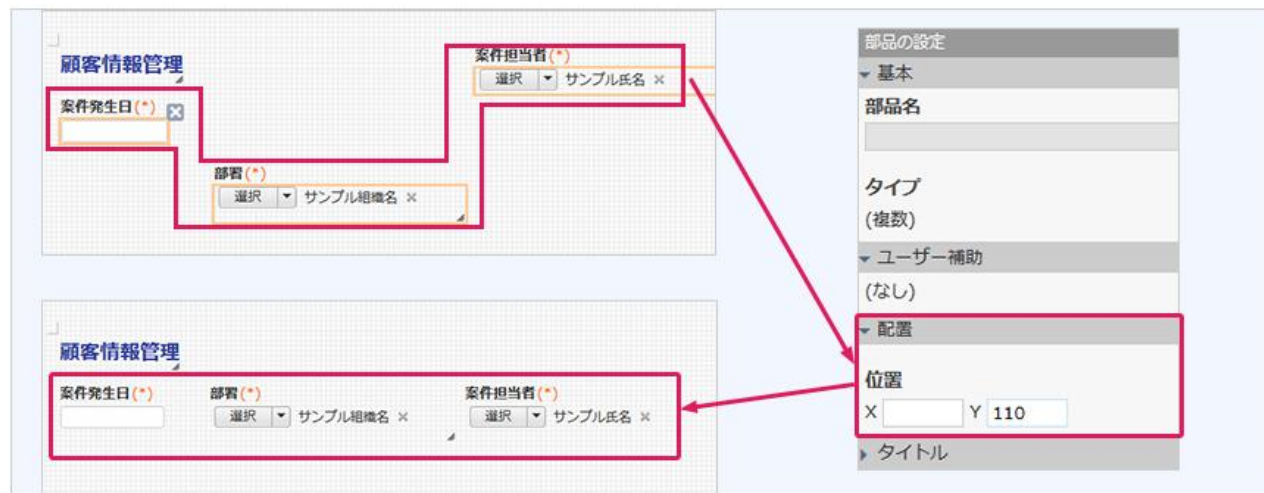 顧客情報管理
案件発生日(*)
部署(*)
選択 サンプル組織名
案件担当者(*)
選択 サンプル氏名
顧客情報管理
案件発生日(*) 部署(*) 案件担当者(*)
選択 サンプル組織名 選択 サンプル氏名
部品の設定
基本
部品名
タイプ
(複数)
ユーザー補助
(なし)
配置
位置
X Y 110
タイトル